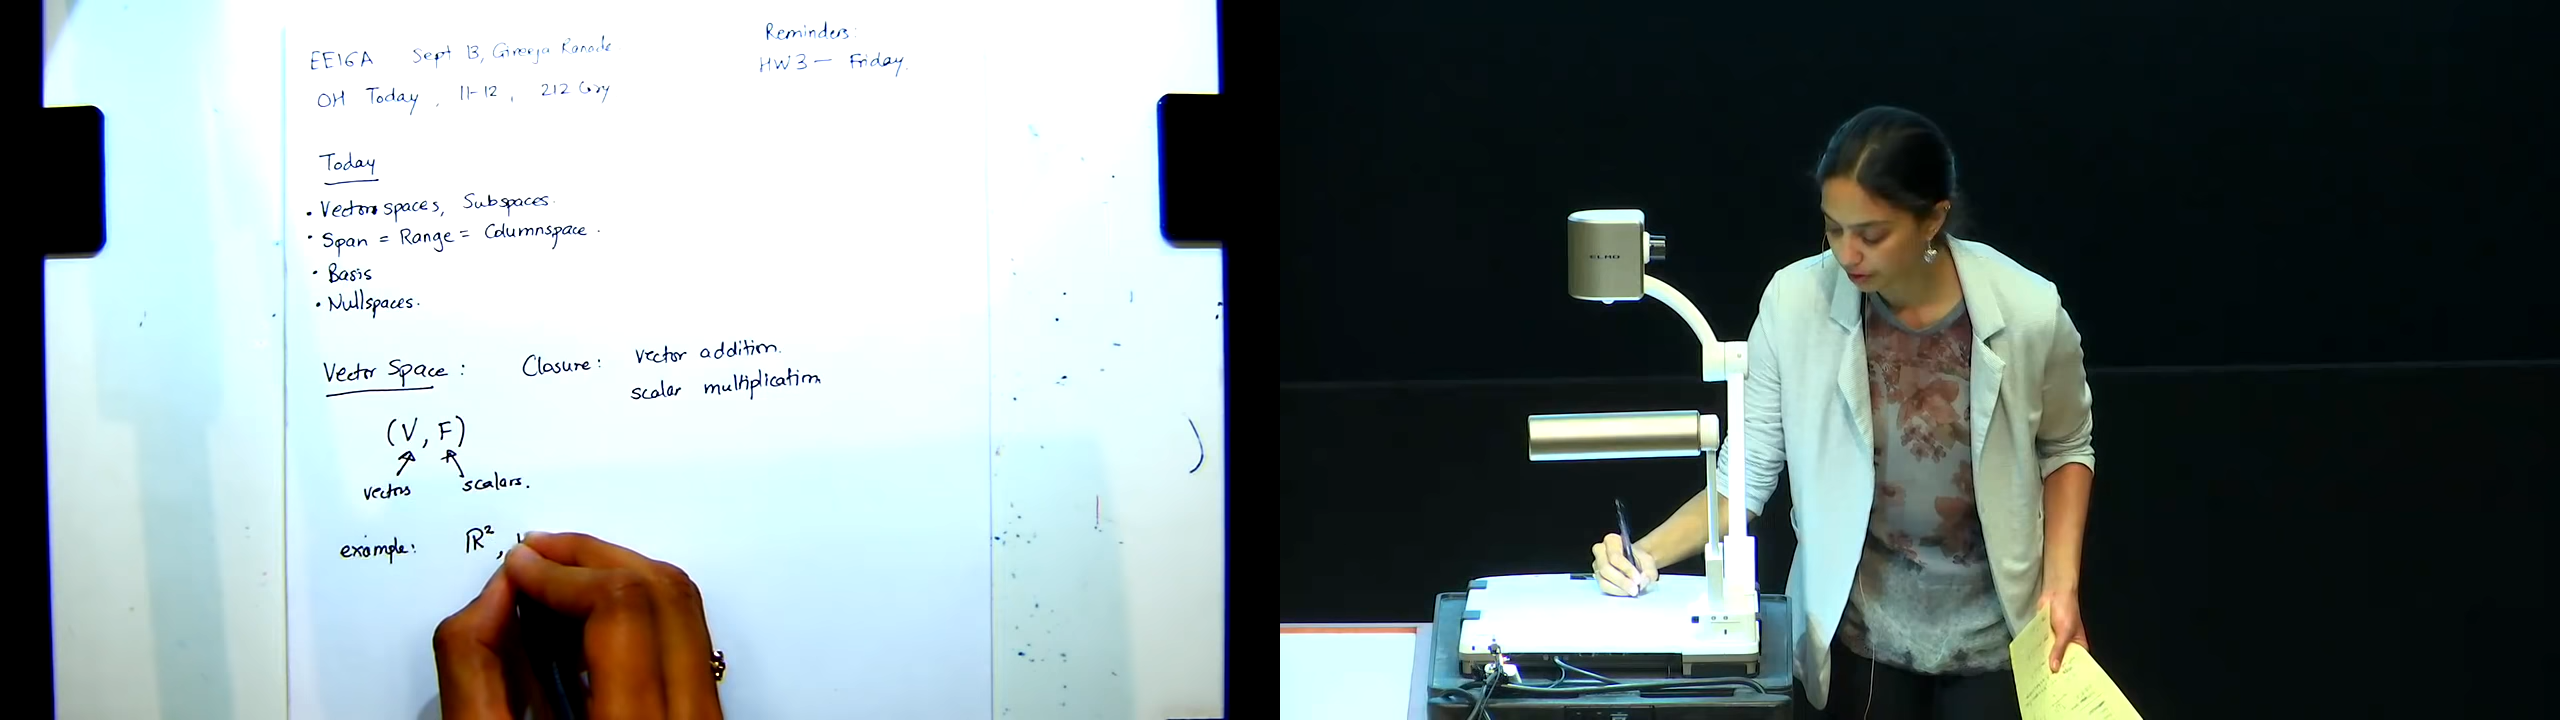 EE16A Sept 13, Gireeja Ranade
OH Today, 11-12, 212 Cory
Reminders:
HW3 — Friday.
Today
• Vector spaces, Subspaces.
• Span = Range = Columnspace.
• Basis
• Nullspaces.
Vector Space: Closure: vector addition.
scalar multiplication
(V, F)
vectors scalars.
example: ℝ²,
ELMO